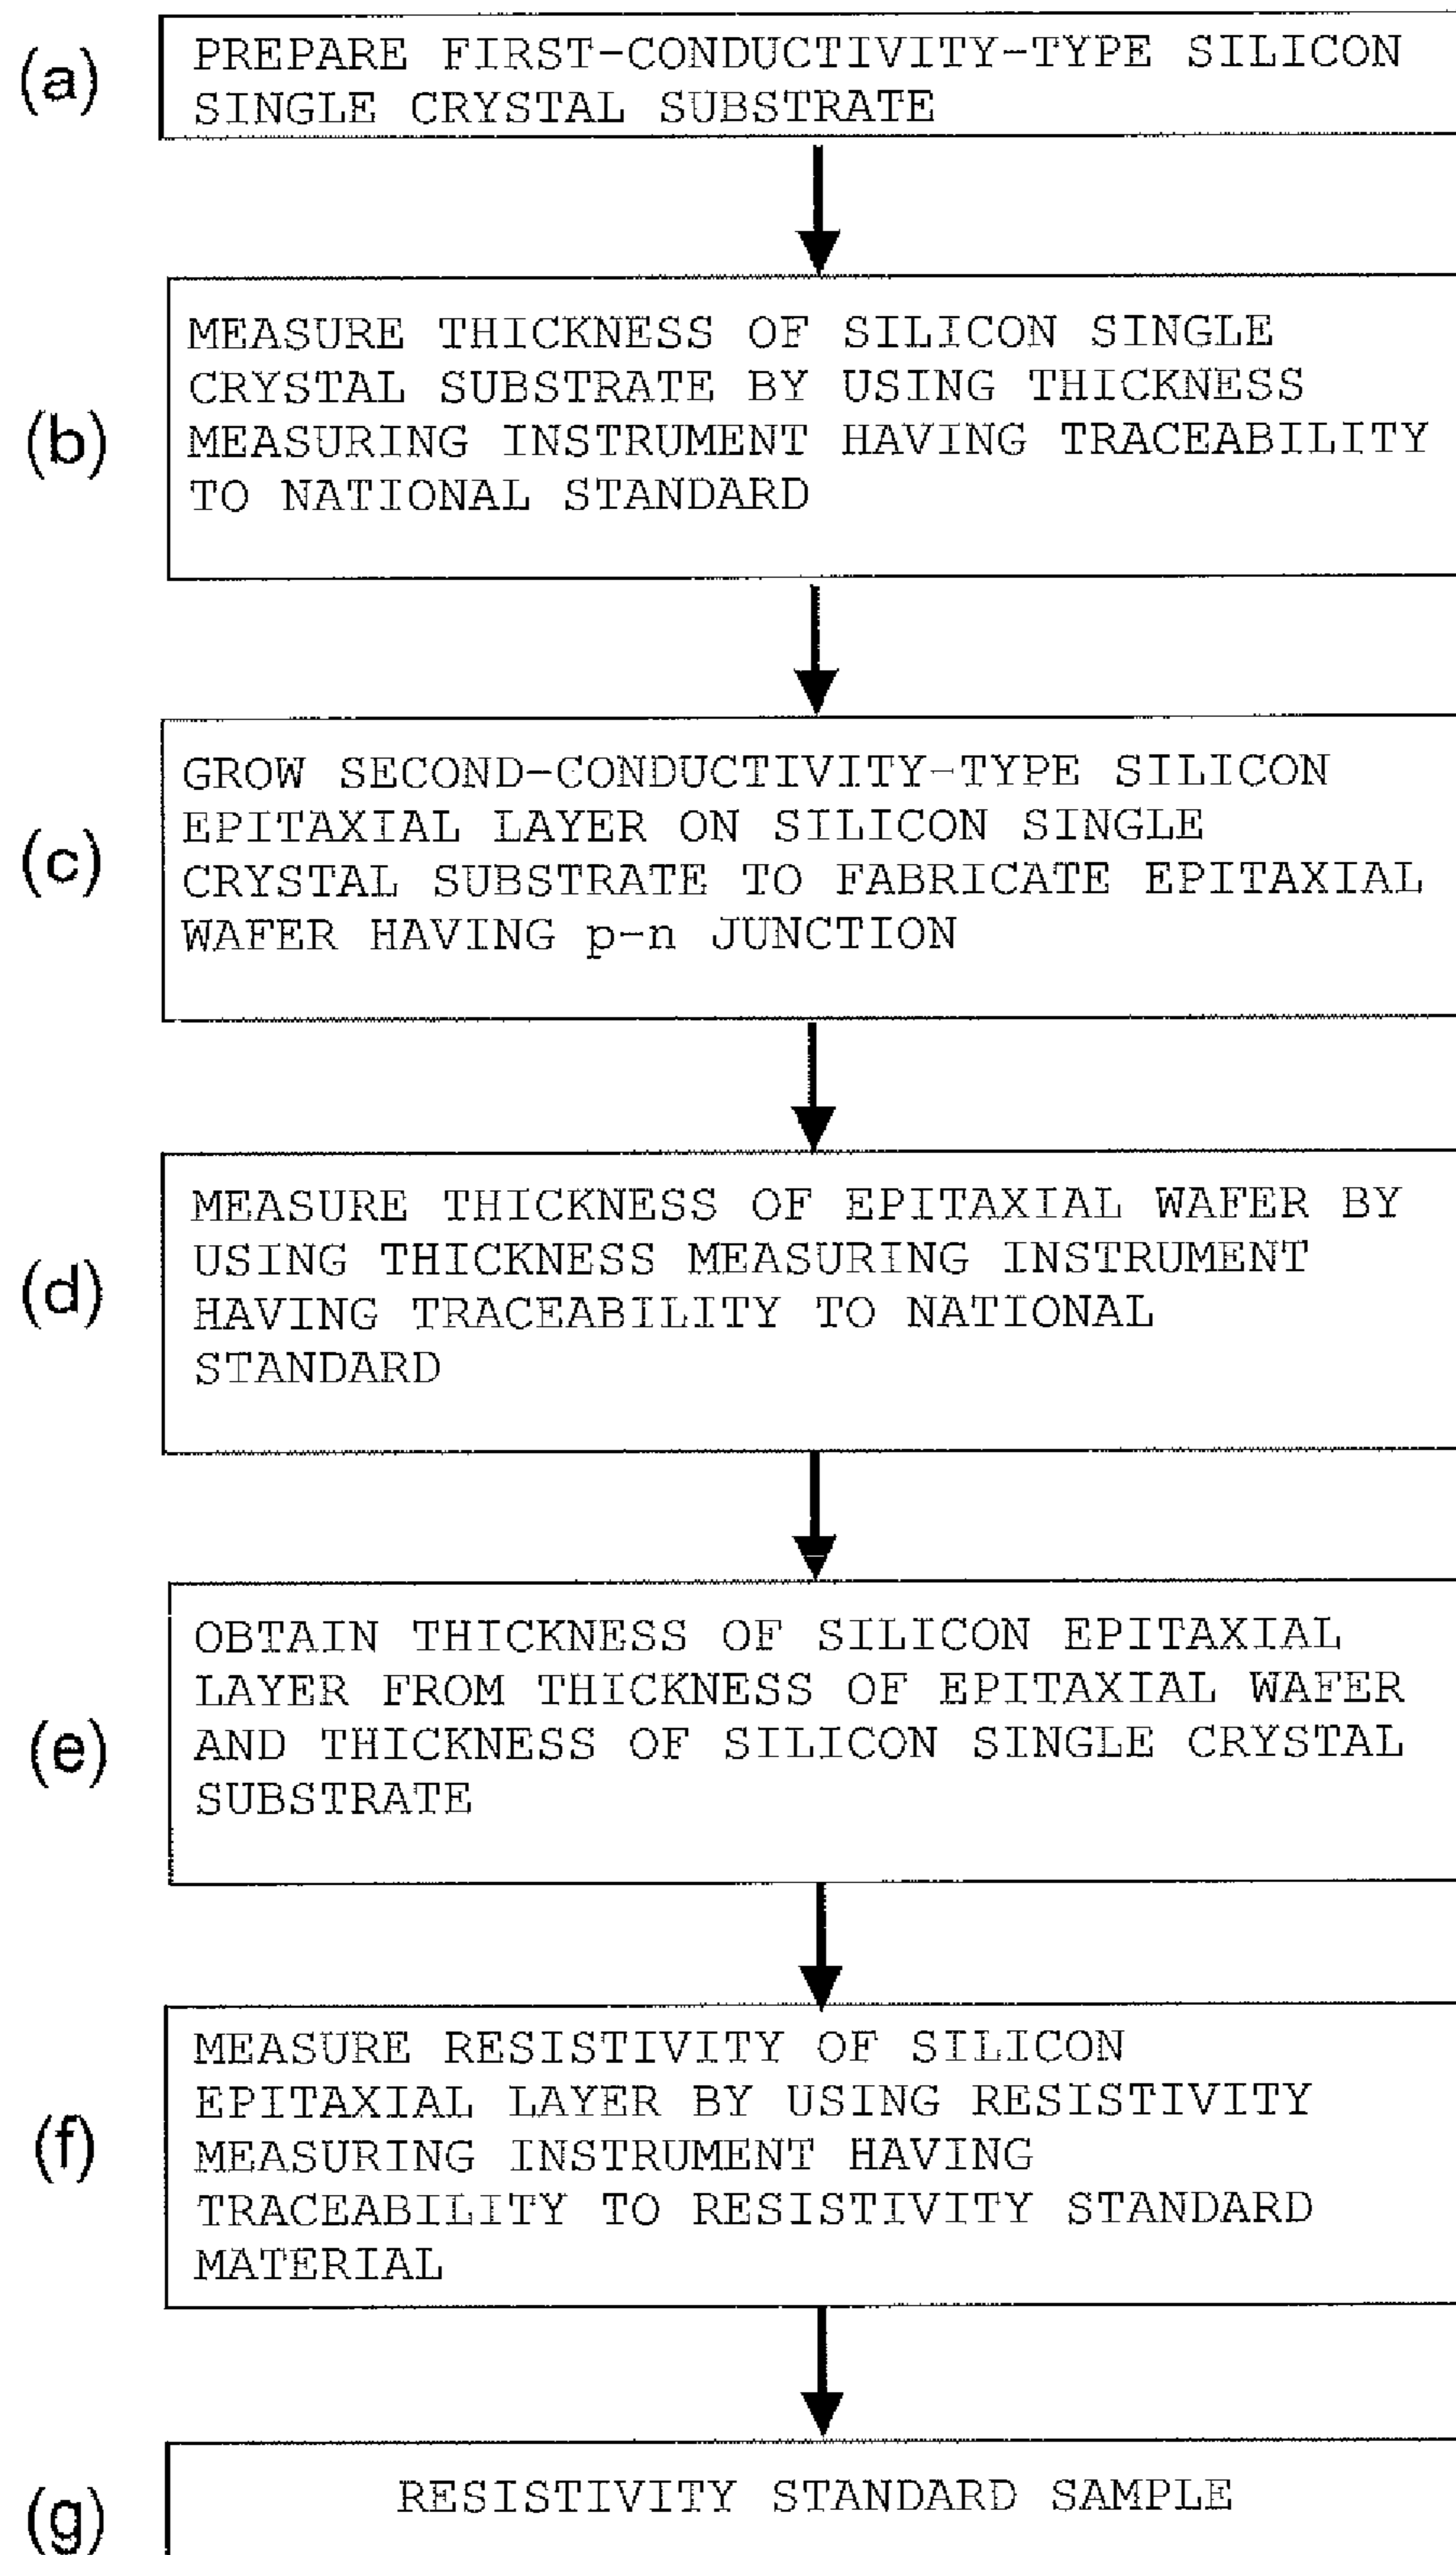 (a)
PREPARE FIRST-CONDUCTIVITY-TYPE SILICON
SINGLE CRYSTAL SUBSTRATE
(b)
MEASURE THICKNESS OF SILICON SINGLE
CRYSTAL SUBSTRATE BY USING THICKNESS
MEASURING INSTRUMENT HAVING TRACEABILITY
TO NATIONAL STANDARD
(c)
GROW SECOND-CONDUCTIVITY-TYPE SILICON
EPITAXIAL LAYER ON SILICON SINGLE
CRYSTAL SUBSTRATE TO FABRICATE EPITAXIAL
WAFER HAVING p-n JUNCTION
(d)
MEASURE THICKNESS OF EPITAXIAL WAFER BY
USING THICKNESS MEASURING INSTRUMENT
HAVING TRACEABILITY TO NATIONAL
STANDARD
(e)
OBTAIN THICKNESS OF SILICON EPITAXIAL
LAYER FROM THICKNESS OF EPITAXIAL WAFER
AND THICKNESS OF SILICON SINGLE CRYSTAL
SUBSTRATE
(f)
MEASURE RESISTIVITY OF SILICON
EPITAXIAL LAYER BY USING RESISTIVITY
MEASURING INSTRUMENT HAVING
TRACEABILITY TO RESISTIVITY STANDARD
MATERIAL
(g)
RESISTIVITY STANDARD SAMPLE